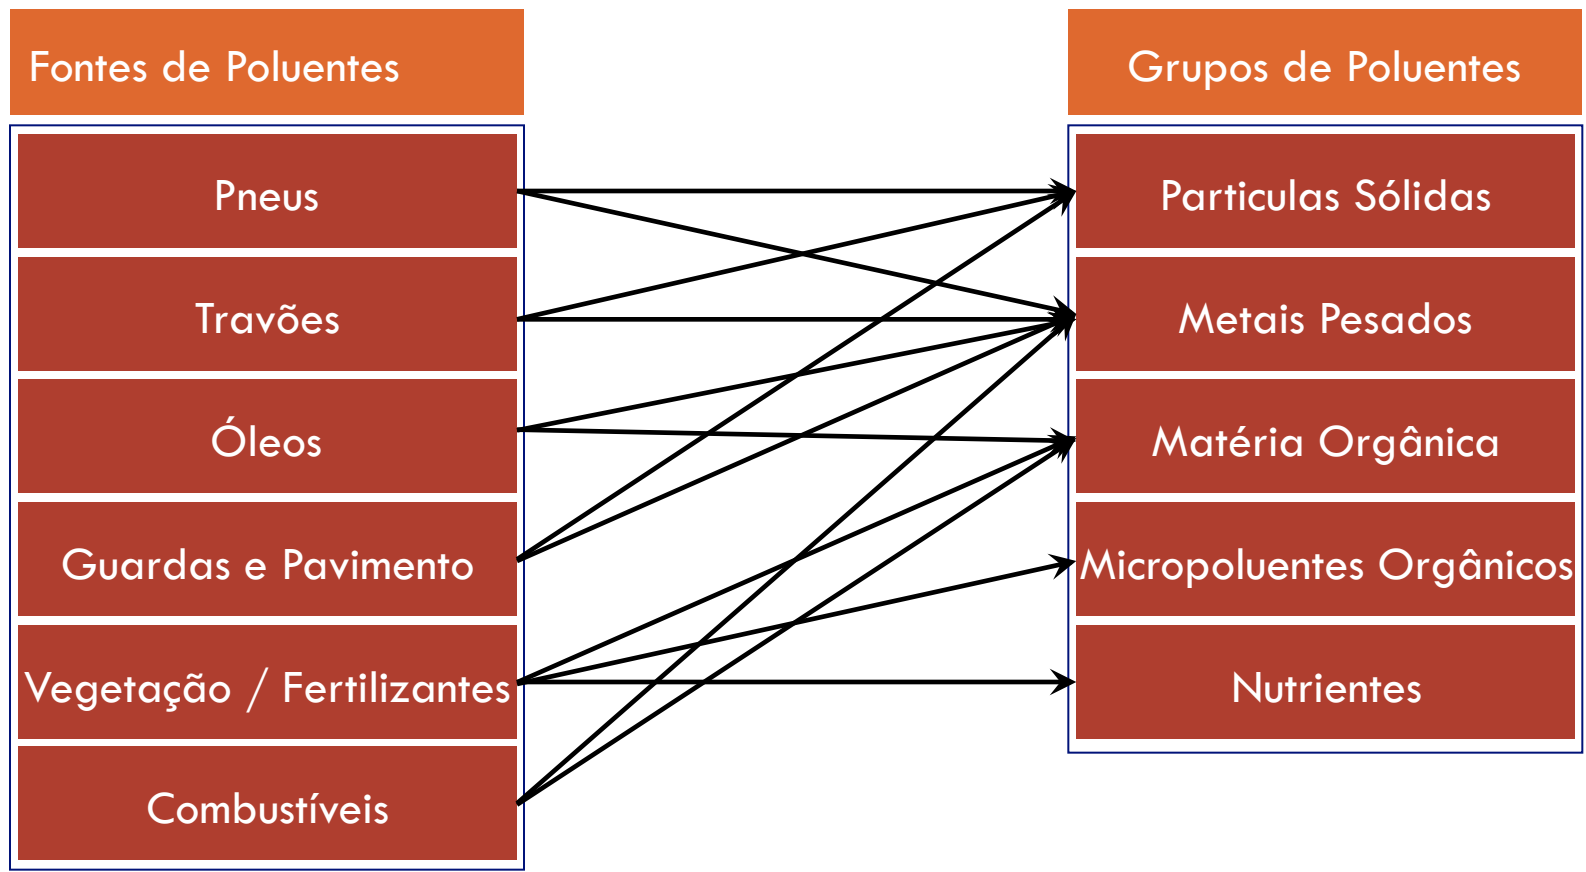 Fontes de Poluentes
Pneus
Travões
Óleos
Guardas e Pavimento
Vegetação / Fertilizantes
Combustíveis
Grupos de Poluentes
Particulas Sólidas
Metais Pesados
Matéria Orgânica
Micropoluentes Orgânicos
Nutrientes